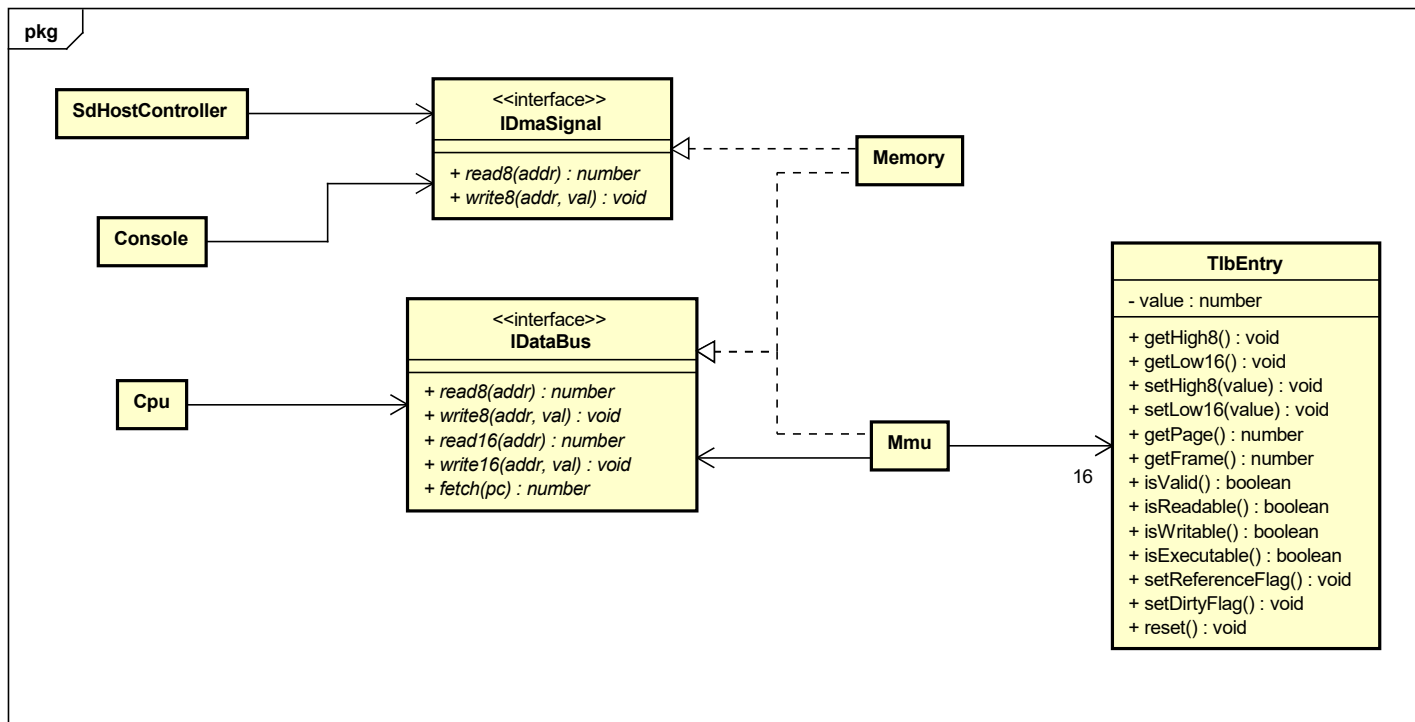 pkg
SdHostController
<<interface>>
IDmaSignal
+ read8(addr) : number
+ write8(addr, val) : void
Memory
Console
<<interface>>
IDataBus
+ read8(addr) : number
+ write8(addr, val) : void
+ read16(addr) : number
+ write16(addr, val) : void
+ fetch(pc) : number
Cpu
Mmu
16
TlbEntry
- value : number
+ getHigh8() : void
+ getLow16() : void
+ setHigh8(value) : void
+ setLow16(value) : void
+ getPage() : number
+ getFrame() : number
+ isValid() : boolean
+ isReadable() : boolean
+ isWritable() : boolean
+ isExecutable() : boolean
+ setReferenceFlag() : void
+ setDirtyFlag() : void
+ reset() : void